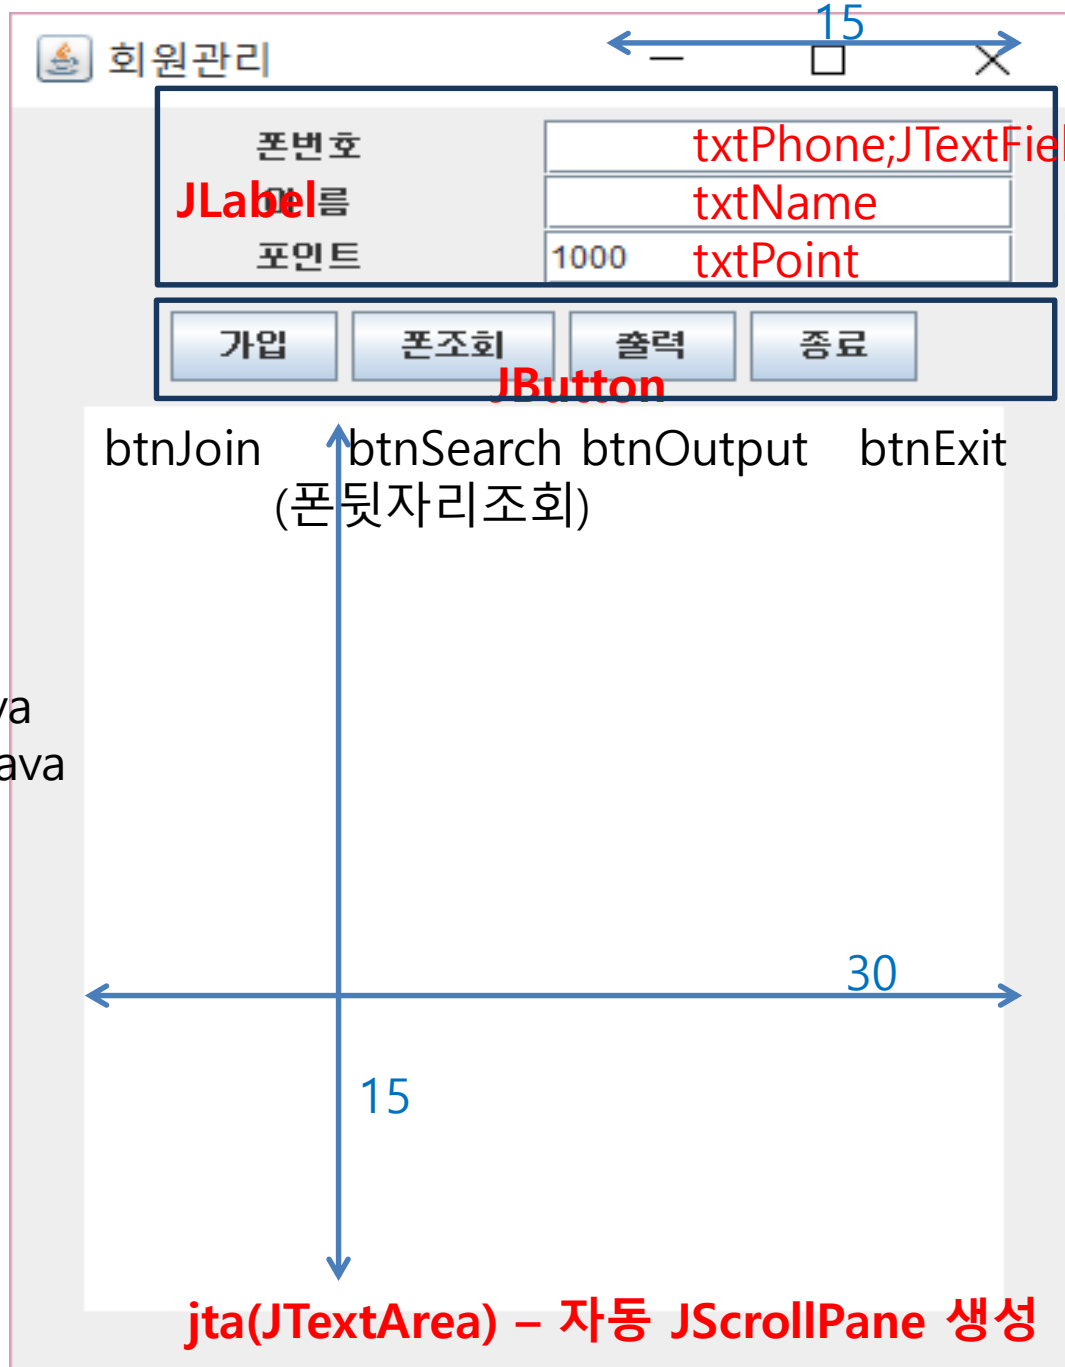 15
회원관리
폰번호 txtPhone;JTextFiel
JLabel 름 txtName
포인트 1000 txtPoint
가입 폰조회 출력 종료
JButton
btnJoin btnSearch btnOutput btnExit
(폰뒷자리조회)
va
ava
30
15
jta(JTextArea) – 자동 JScrollPane 생성